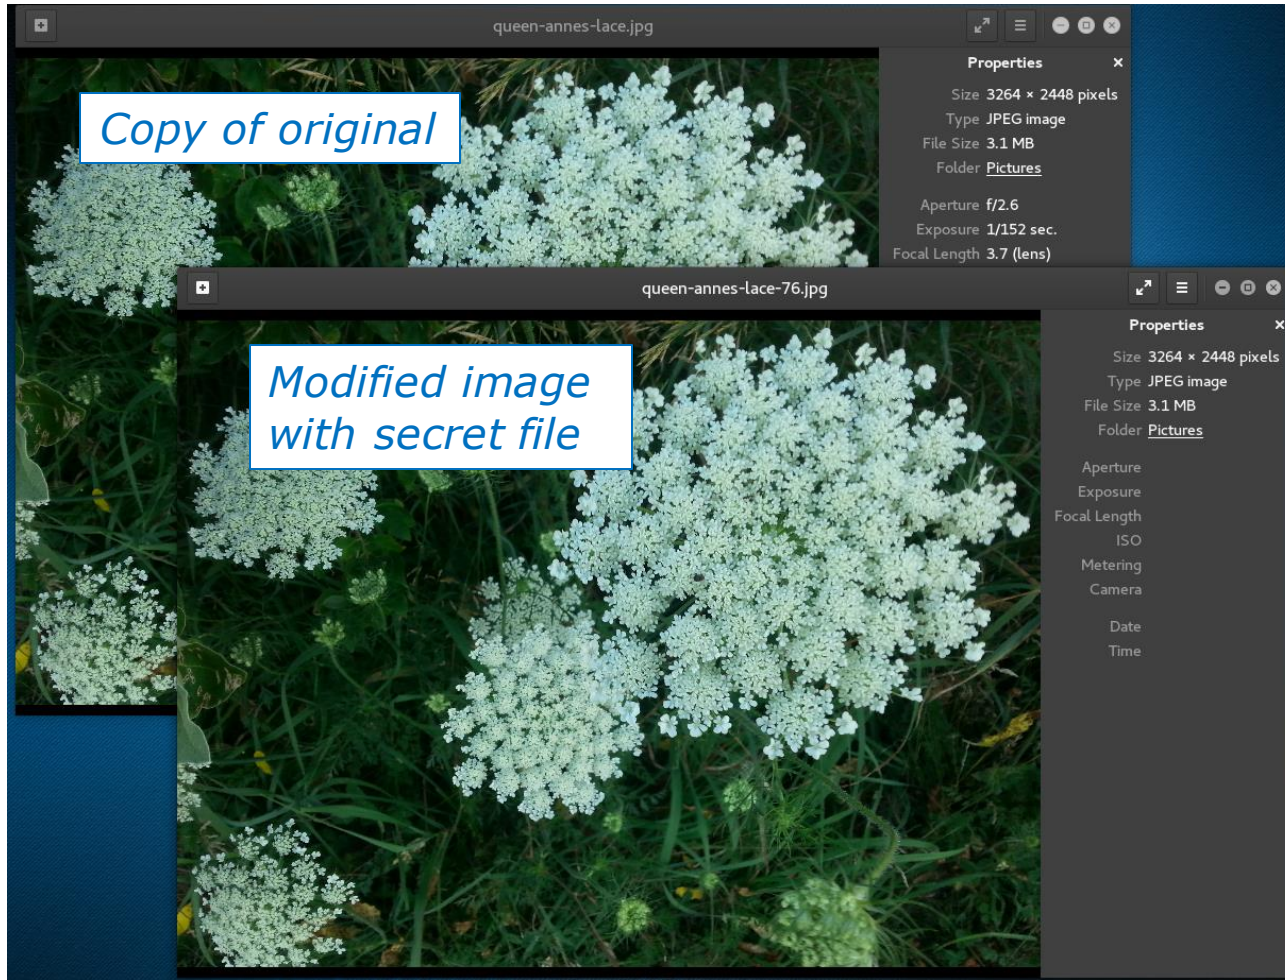 queen-annes-lace.jpg
Properties
Size 3264 × 2448 pixels
Type JPEG image
File Size 3.1 MB
Folder Pictures
Aperture f/2.6
Exposure 1/152 sec.
Focal Length 3.7 (lens)
Copy of original
queen-annes-lace-76.jpg
Properties
Size 3264 × 2448 pixels
Type JPEG image
File Size 3.1 MB
Folder Pictures
Aperture
Exposure
Focal Length
ISO
Metering
Camera
Date
Time
Modified image
with secret file